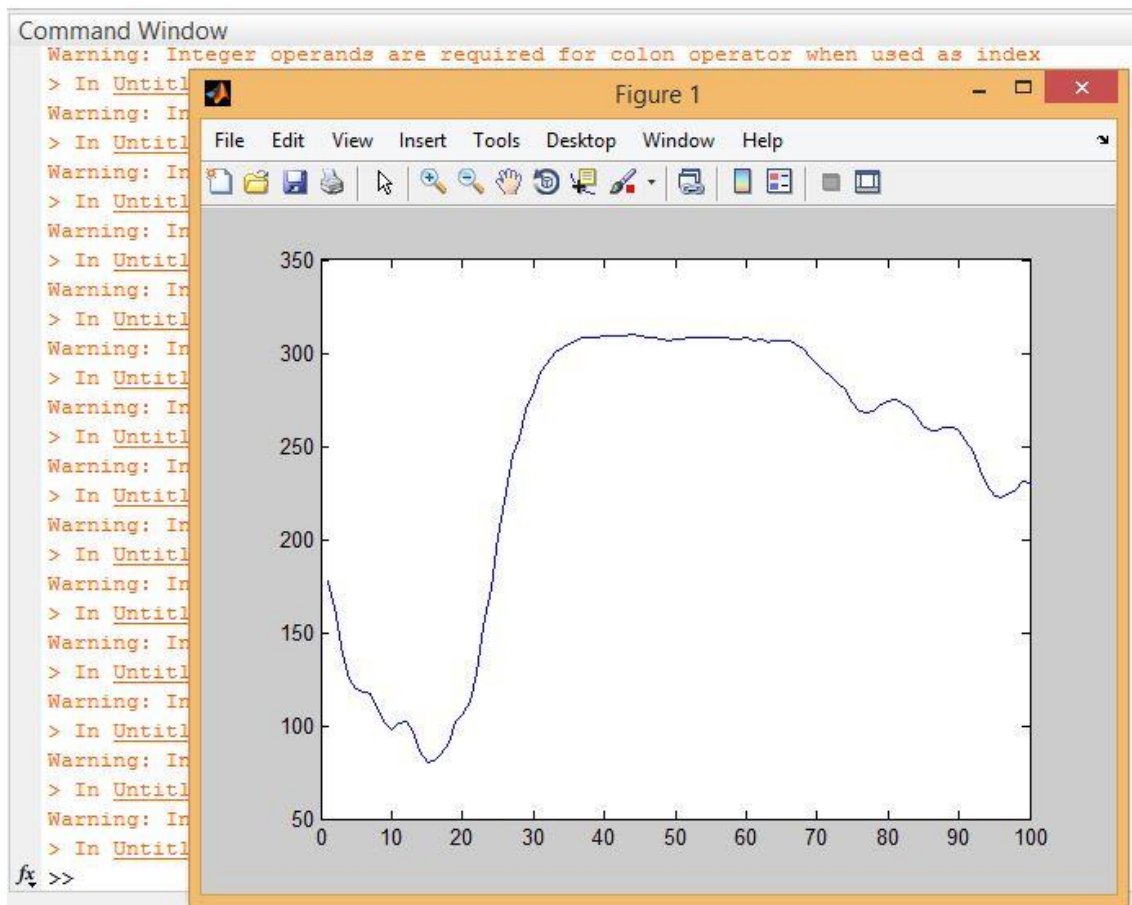 Command Window
Warning: Integer operands are required for colon operator when used as index
> In Untitl
Warning: In
> In Untitl
Warning: In
> In Untitl
Warning: In
> In Untitl
Warning: In
> In Untitl
Warning: In
> In Untitl
Warning: In
> In Untitl
Warning: In
> In Untitl
Warning: In
> In Untitl
Warning: In
> In Untitl
Warning: In
> In Untitl
Warning: In
> In Untitl
Warning: In
> In Untitl
Warning: In
> In Untitl
fx >>
Figure 1
File Edit View Insert Tools Desktop Window Help
350
300
250
200
150
100
50
0 10 20 30 40 50 60 70 80 90 100